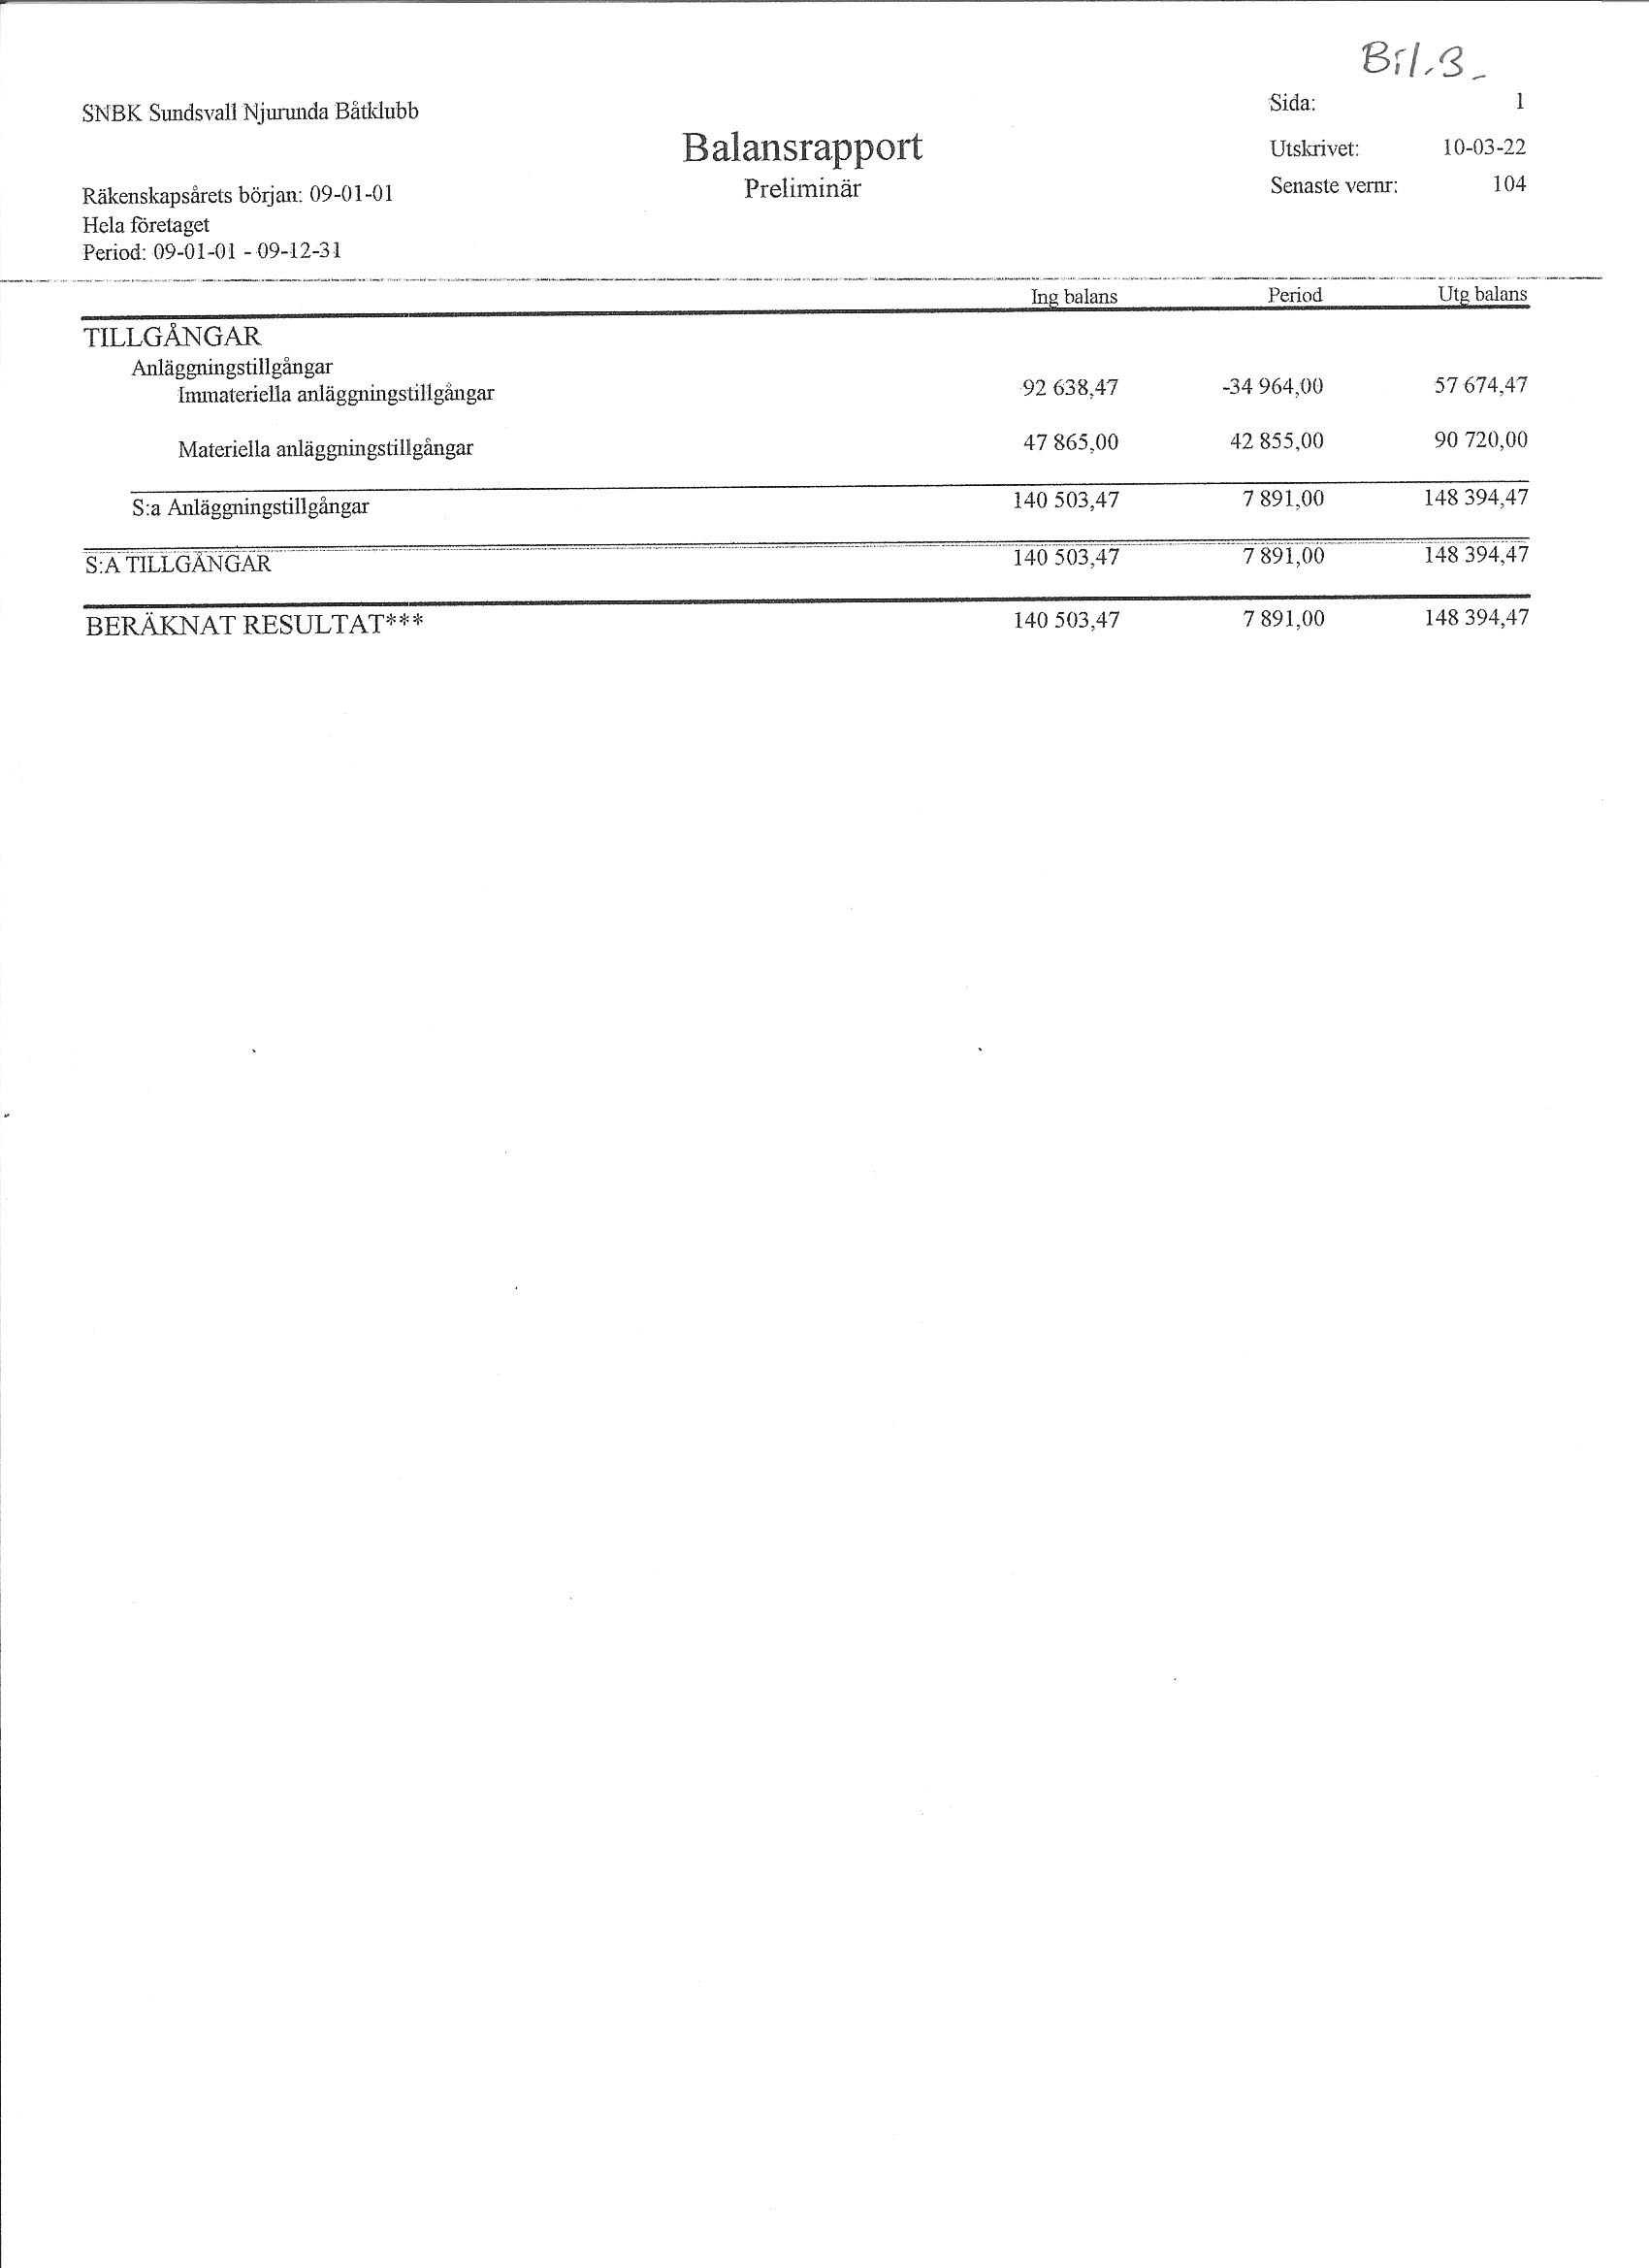 Bil.3
SNBK Sundsvall Njurunda Båtklubb
Sida: 1
Balansrapport
Utskrivet: 10-03-22
Preliminär
Senaste vernr: 104
Räkenskapsårets början: 09-01-01
Hela företaget
Period: 09-01-01 - 09-12-31
Ing balans Period Utg balans
TILLGÅNGAR
Anläggningstillgångar
Immateriella anläggningstillgångar 92 638,47 -34 964,00 57 674,47
Materiella anläggningstillgångar 47 865,00 42 855,00 90 720,00
S:a Anläggningstillgångar 140 503,47 7 891,00 148 394,47
S:A TILLGÅNGAR 140 503,47 7 891,00 148 394,47
BERÄKNAT RESULTAT*** 140 503,47 7 891,00 148 394,47